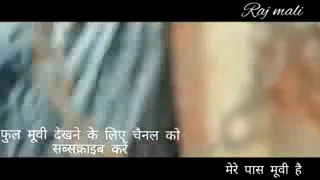 Raj mali
फुल मूवी देखने के लिए चैनल को
सब्सक्राइब करें
मेरे पास मूवी है